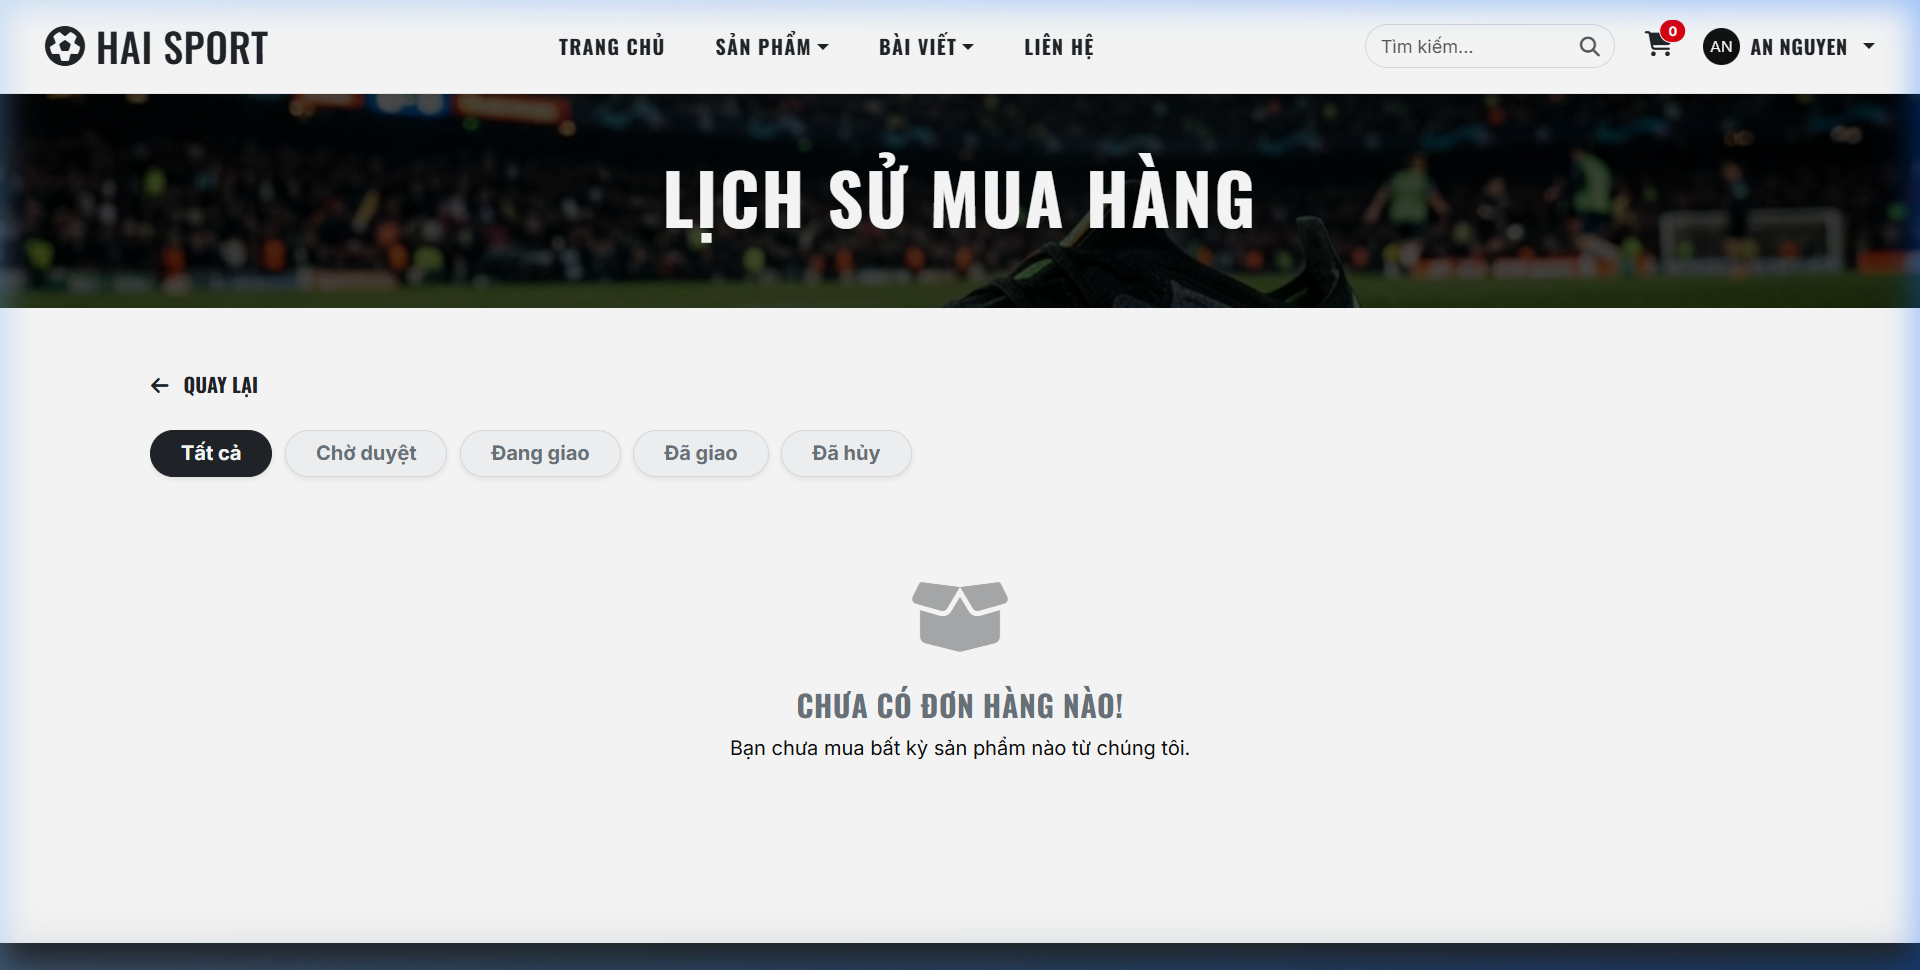 HAI SPORT
TRANG CHỦ
SẢN PHẨM
BÀI VIẾT
LIÊN HỆ
Tìm kiếm...
0
AN
AN NGUYEN
LỊCH SỬ MUA HÀNG
QUAY LẠI
Tất cả
Chờ duyệt
Đang giao
Đã giao
Đã hủy
CHƯA CÓ ĐƠN HÀNG NÀO!
Bạn chưa mua bất kỳ sản phẩm nào từ chúng tôi.